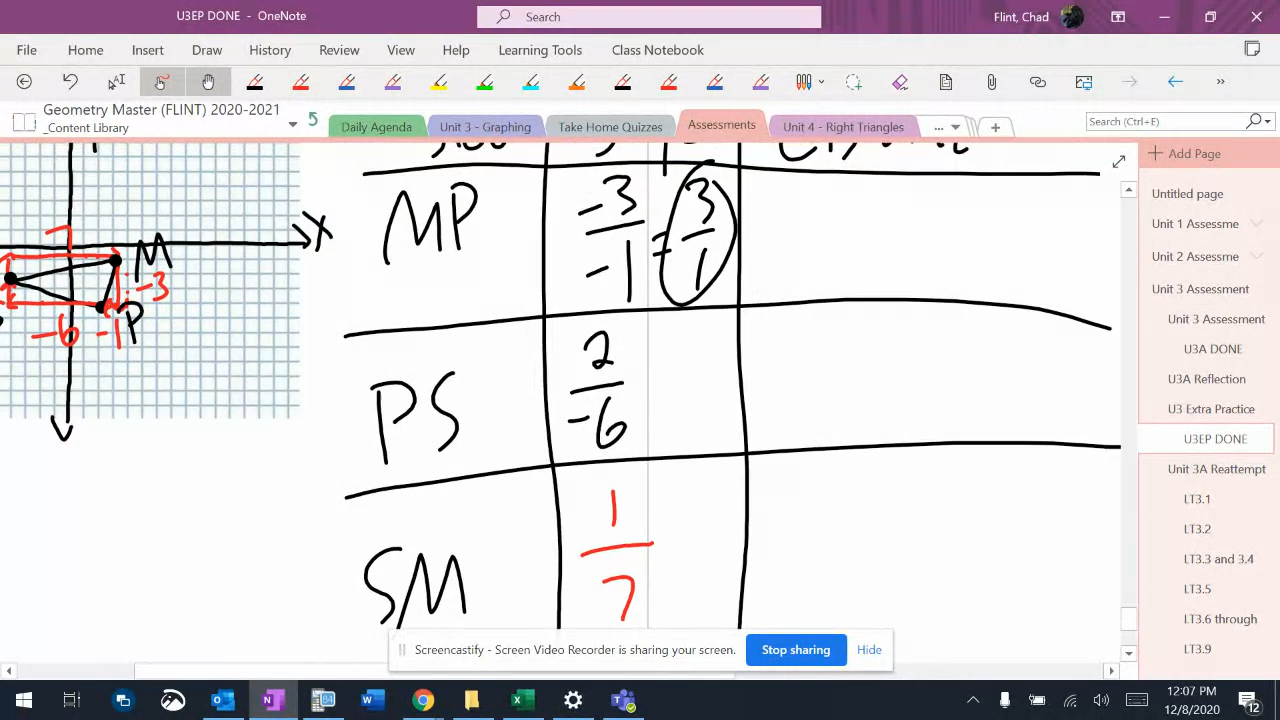 U3EP DONE - OneNote
Search
Flint, Chad
File Home Insert Draw History Review View Help Learning Tools Class Notebook
Geometry Master (FLINT) 2020-2021
_Content Library
Daily Agenda
Unit 3 - Graphing
Take Home Quizzes
Assessments
Unit 4 - Right Triangles
...
Search (Ctrl+E)
Add Page
Untitled page
Unit 1 Assessme
Unit 2 Assessme
Unit 3 Assessment
Unit 3 Assessment
U3A DONE
U3A Reflection
U3 Extra Practice
U3EP DONE
Unit 3A Reattempt
LT3.1
LT3.2
LT3.3 and 3.4
LT3.5
LT3.6 through
LT3.9
X
M
-3
7
-6
-1
P
MP
-3
-1
=
3
1
PS
2
-6
SM
1
7
Screencastify - Screen Video Recorder is sharing your screen.
Stop sharing
Hide
12:07 PM
12/8/2020
12